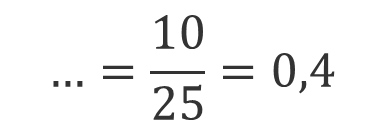 ... = 10/25 = 0,4